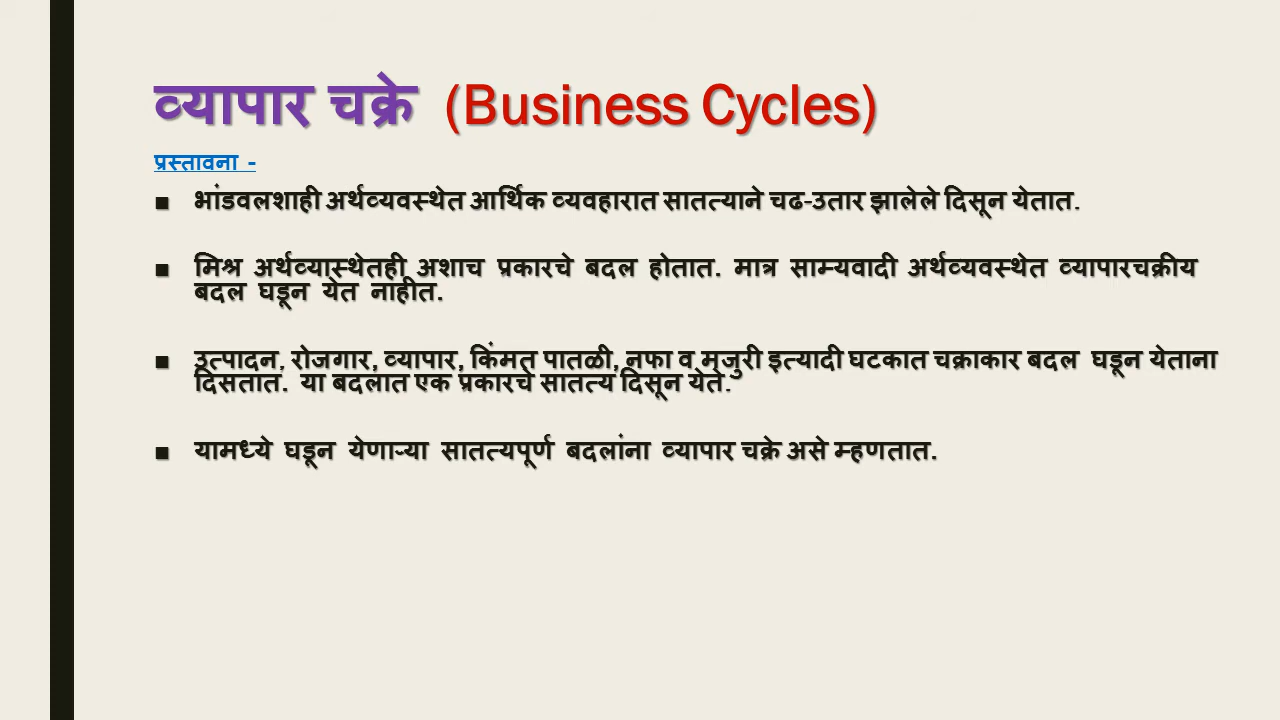 व्यापार चक्रे (Business Cycles)
प्रस्तावना -
▪ भांडवलशाही अर्थव्यवस्थेत आर्थिक व्यवहारात सातत्याने चढ-उतार झालेले दिसून येतात.
▪ मिश्र अर्थव्यास्थेतही अशाच प्रकारचे बदल होतात. मात्र साम्यवादी अर्थव्यवस्थेत व्यापारचक्रीय
बदल घडून येत नाहीत.
▪ उत्पादन. रोजगार, व्यापार, किंमत पातळी, नफा व मजुरी इत्यादी घटकात चक्राकार बदल घडून येताना
दिसतात. या बदलात एक प्रकारचे सातत्य दिसून येते.
▪ यामध्ये घडून येणाऱ्या सातत्यपूर्ण बदलांना व्यापार चक्रे असे म्हणतात.